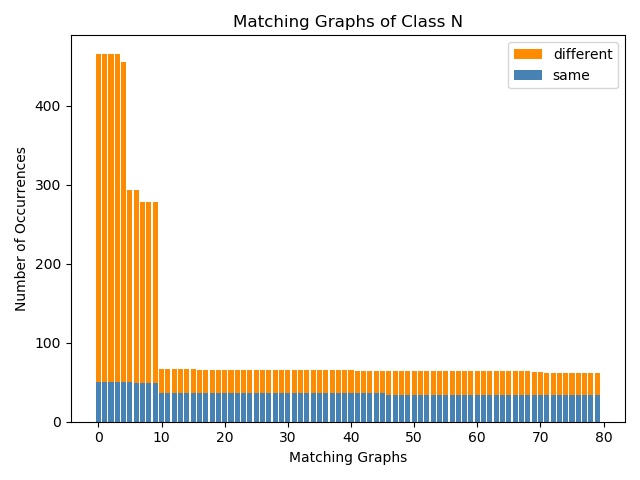 Matching Graphs of Class N
different
same
Number of Occurrences
400
300
200
100
0
0 10 20 30 40 50 60 70 80
Matching Graphs